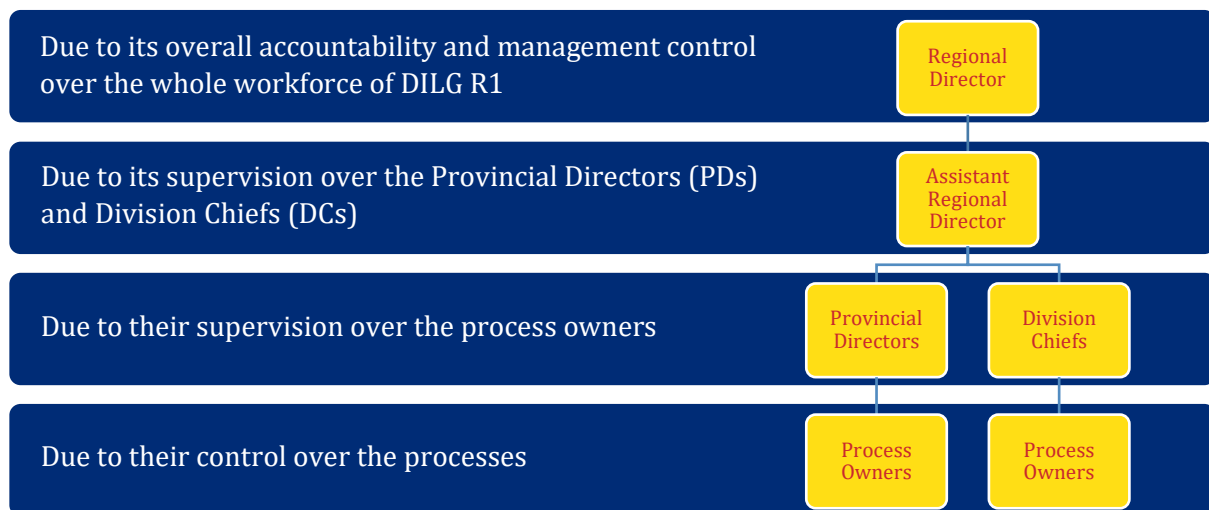 Due to its overall accountability and management control
over the whole workforce of DILG R1
Regional
Director
Due to its supervision over the Provincial Directors (PDs)
and Division Chiefs (DCs)
Assistant
Regional
Director
Due to their supervision over the process owners
Provincial
Directors
Division
Chiefs
Due to their control over the processes
Process
Owners
Process
Owners